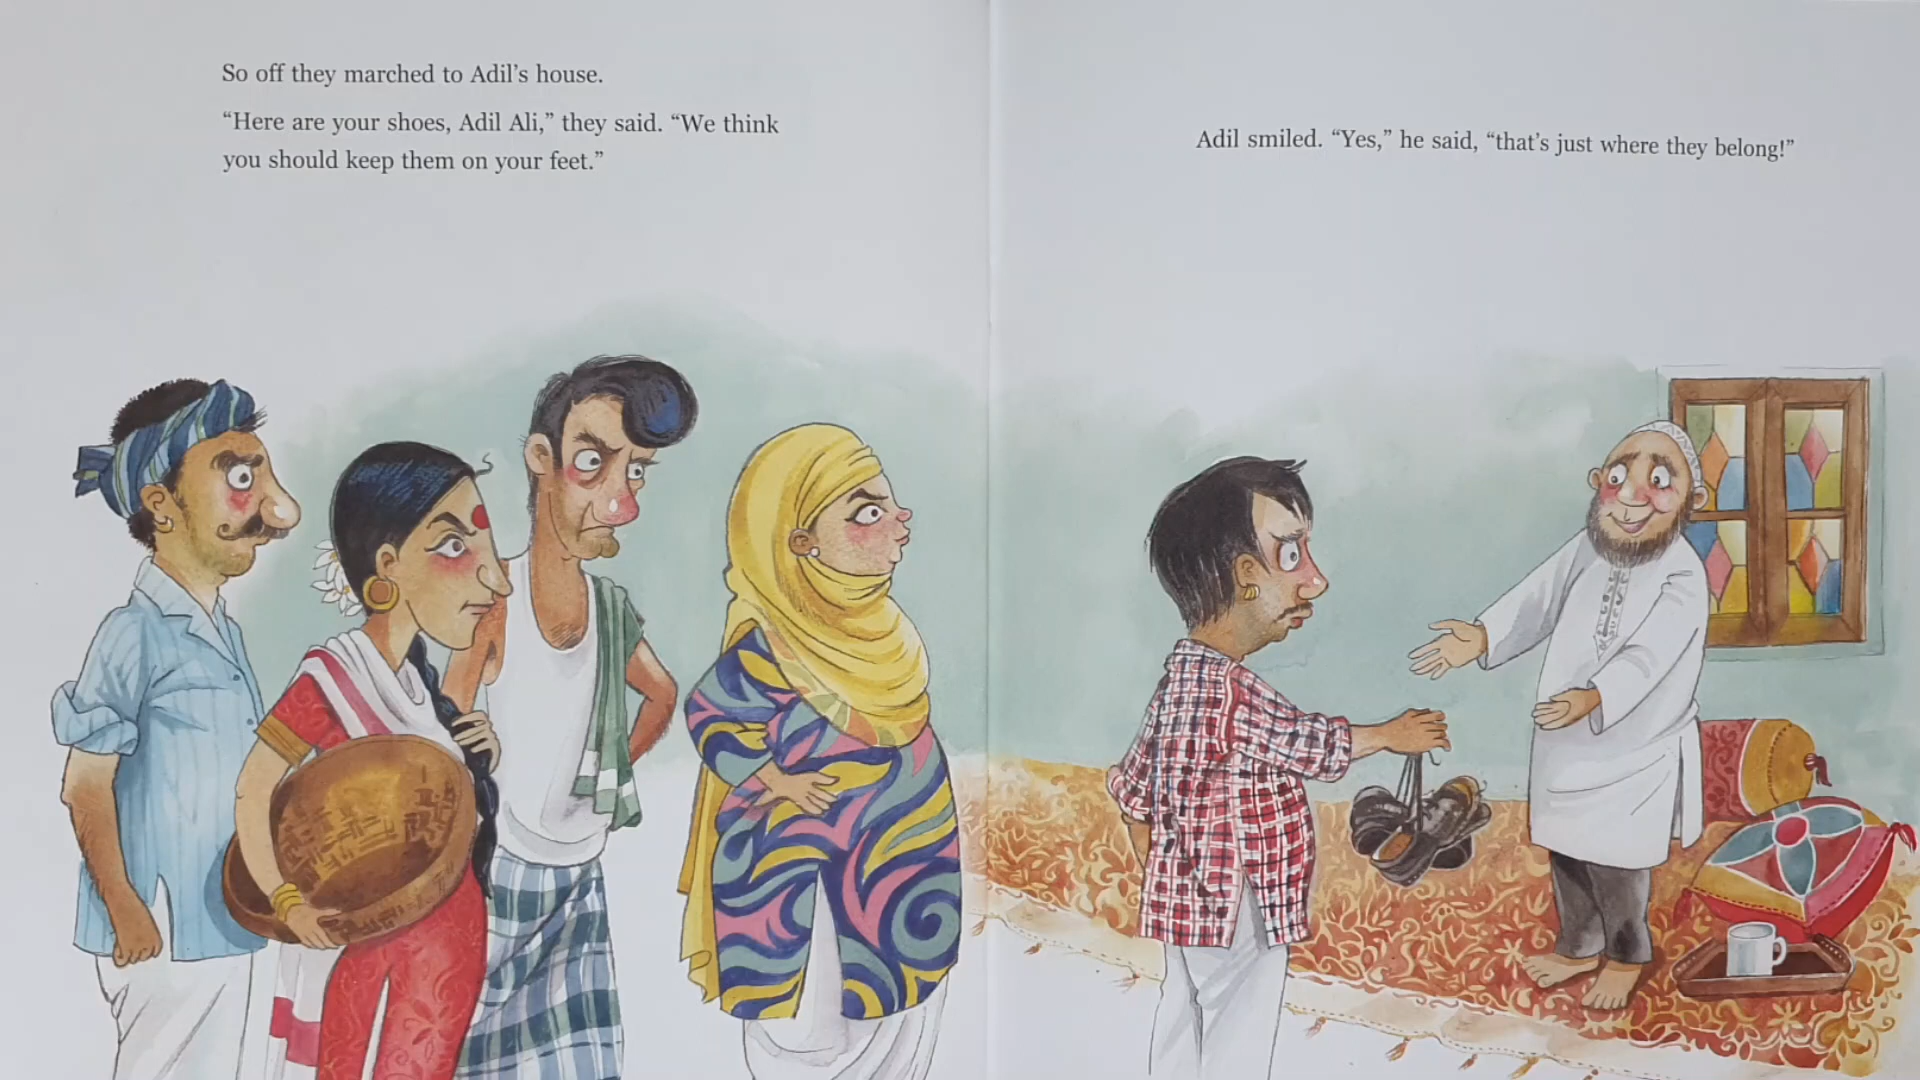 So off they marched to Adil’s house.
“Here are your shoes, Adil Ali,” they said. “We think
you should keep them on your feet.”
Adil smiled. “Yes,” he said, “that’s just where they belong!”